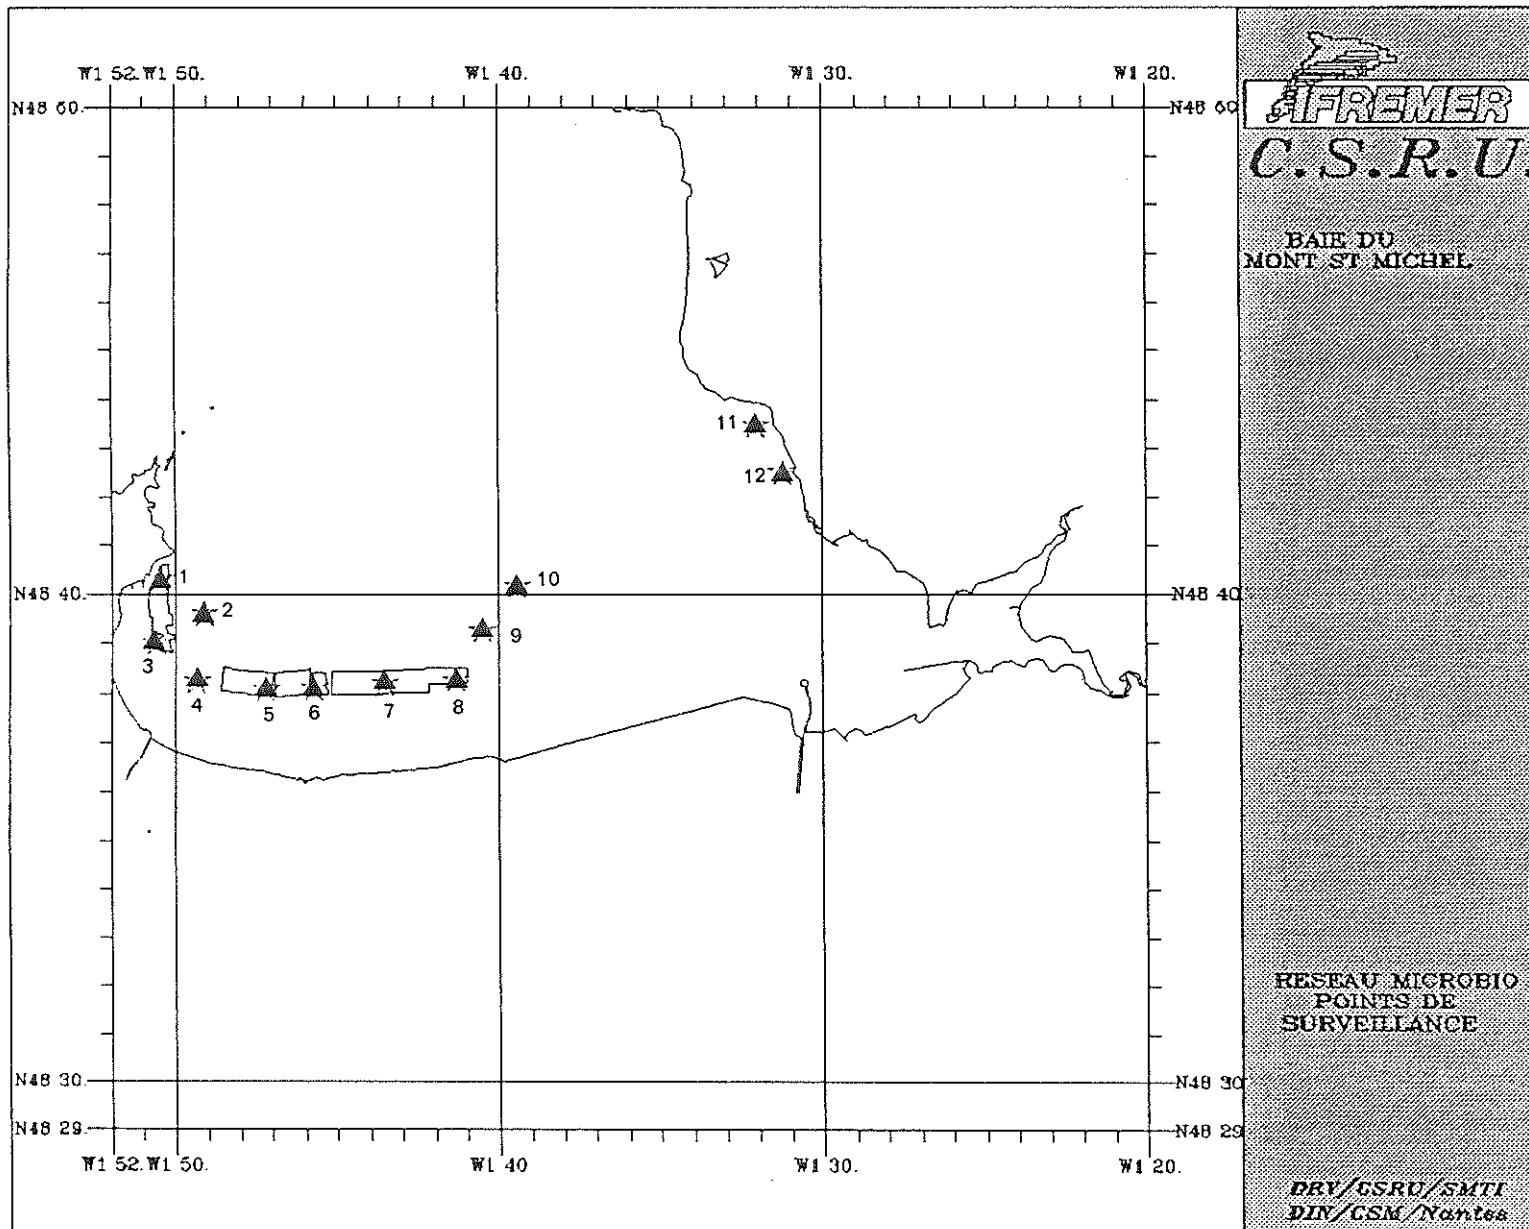 W1 52. W1 50. W1 40. W1 30. W1 20.
N48 50. N48 50
IFREMER
C.S.R.U.
BAIE DU
MONT ST MICHEL
11
12
1
10
N48 40. N48 40
2
9
3
4 5 6 7 8
RESEAU MICROBIO
POINTS DE
SURVEILLANCE
N48 30. N48 30
N48 29. N48 29
W1 52. W1 50. W1 40 W1 30. W1 20.
DRV/CSRU/SMTI
DIN/CSM/Nantes